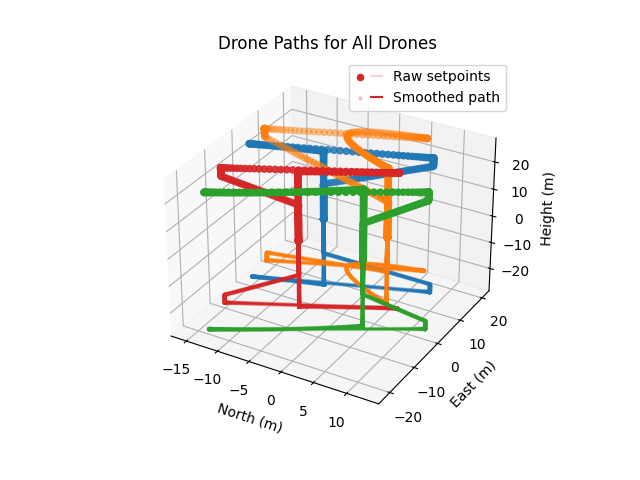 Drone Paths for All Drones
Raw setpoints
Smoothed path
20
10
0
−10
−20
Height (m)
−15
−10
−5
0
5
10
North (m)
−20
−10
0
10
20
East (m)